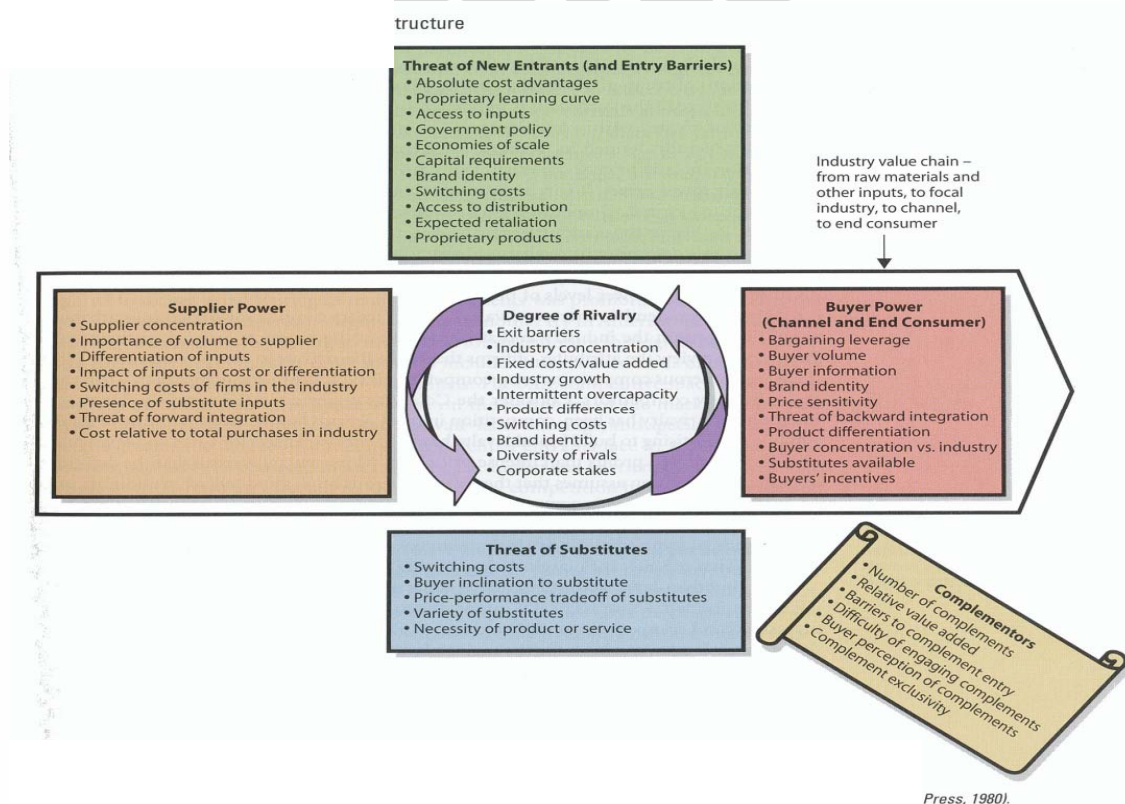 tructure
Threat of New Entrants (and Entry Barriers)
• Absolute cost advantages
• Proprietary learning curve
• Access to inputs
• Government policy
• Economies of scale
• Capital requirements
• Brand identity
• Switching costs
• Access to distribution
• Expected retaliation
• Proprietary products
Industry value chain –
from raw materials and
other inputs, to focal
industry, to channel,
to end consumer
Supplier Power
• Supplier concentration
• Importance of volume to supplier
• Differentiation of inputs
• Impact of inputs on cost or differentiation
• Switching costs of firms in the industry
• Presence of substitute inputs
• Threat of forward integration
• Cost relative to total purchases in industry
Degree of Rivalry
• Exit barriers
• Industry concentration
• Fixed costs/value added
• Industry growth
• Intermittent overcapacity
• Product differences
• Switching costs
• Brand identity
• Diversity of rivals
• Corporate stakes
Buyer Power
(Channel and End Consumer)
• Bargaining leverage
• Buyer volume
• Buyer information
• Brand identity
• Price sensitivity
• Threat of backward integration
• Product differentiation
• Buyer concentration vs. industry
• Substitutes available
• Buyers' incentives
Threat of Substitutes
• Switching costs
• Buyer inclination to substitute
• Price-performance tradeoff of substitutes
• Variety of substitutes
• Necessity of product or service
Complementors
• Number of complements
• Relative value added
• Barriers to complement entry
• Difficulty of engaging complements
• Buyer perception of complements
• Complement exclusivity
Press, 1980).